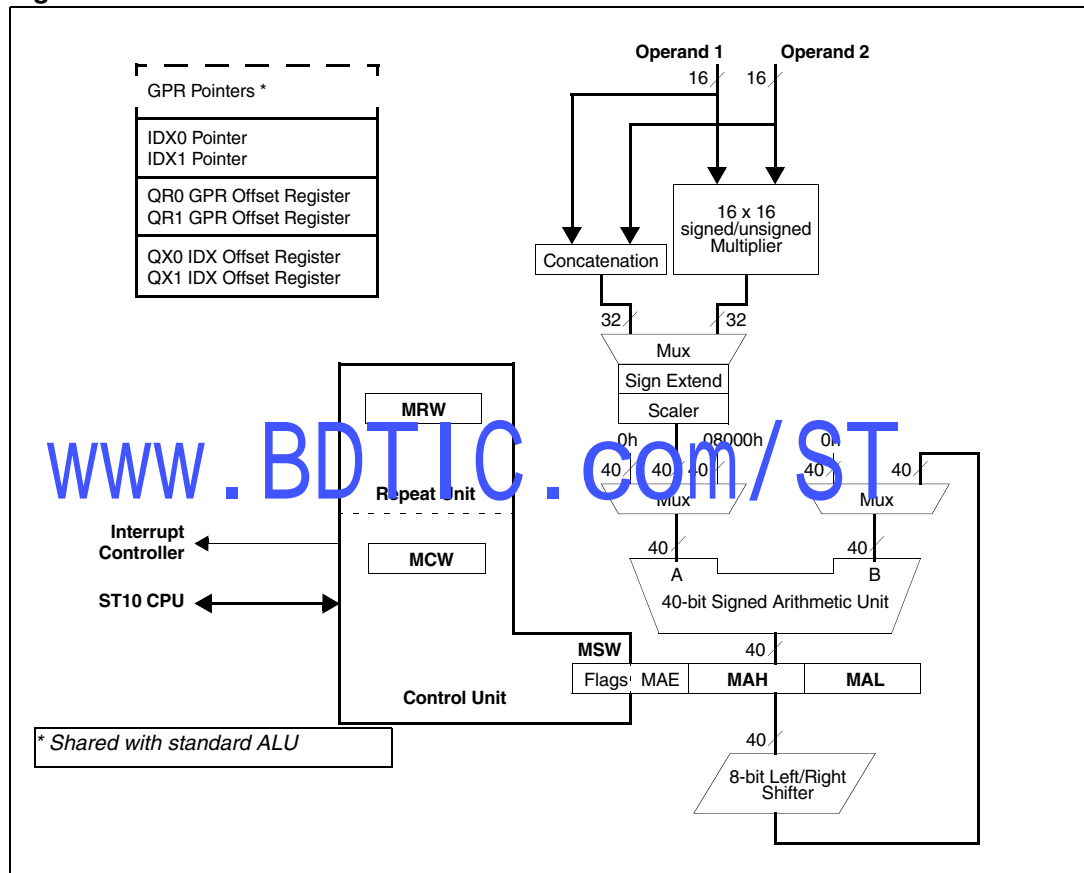 Operand 1 Operand 2
16 16
GPR Pointers *
IDX0 Pointer
IDX1 Pointer
QR0 GPR Offset Register
QR1 GPR Offset Register
QX0 IDX Offset Register
QX1 IDX Offset Register
16 x 16
signed/unsigned
Multiplier
Concatenation
32 32
Mux
Sign Extend
Scaler
MRW
0h 08000h 0h
www.BDTIC.com/ST
40 40 40 40 40
Repeat Unit
Mux Mux
Interrupt
Controller
MCW
40 40
A B
40-bit Signed Arithmetic Unit
ST10 CPU
MSW
40
Flags MAE MAH MAL
Control Unit
* Shared with standard ALU
40
8-bit Left/Right
Shifter